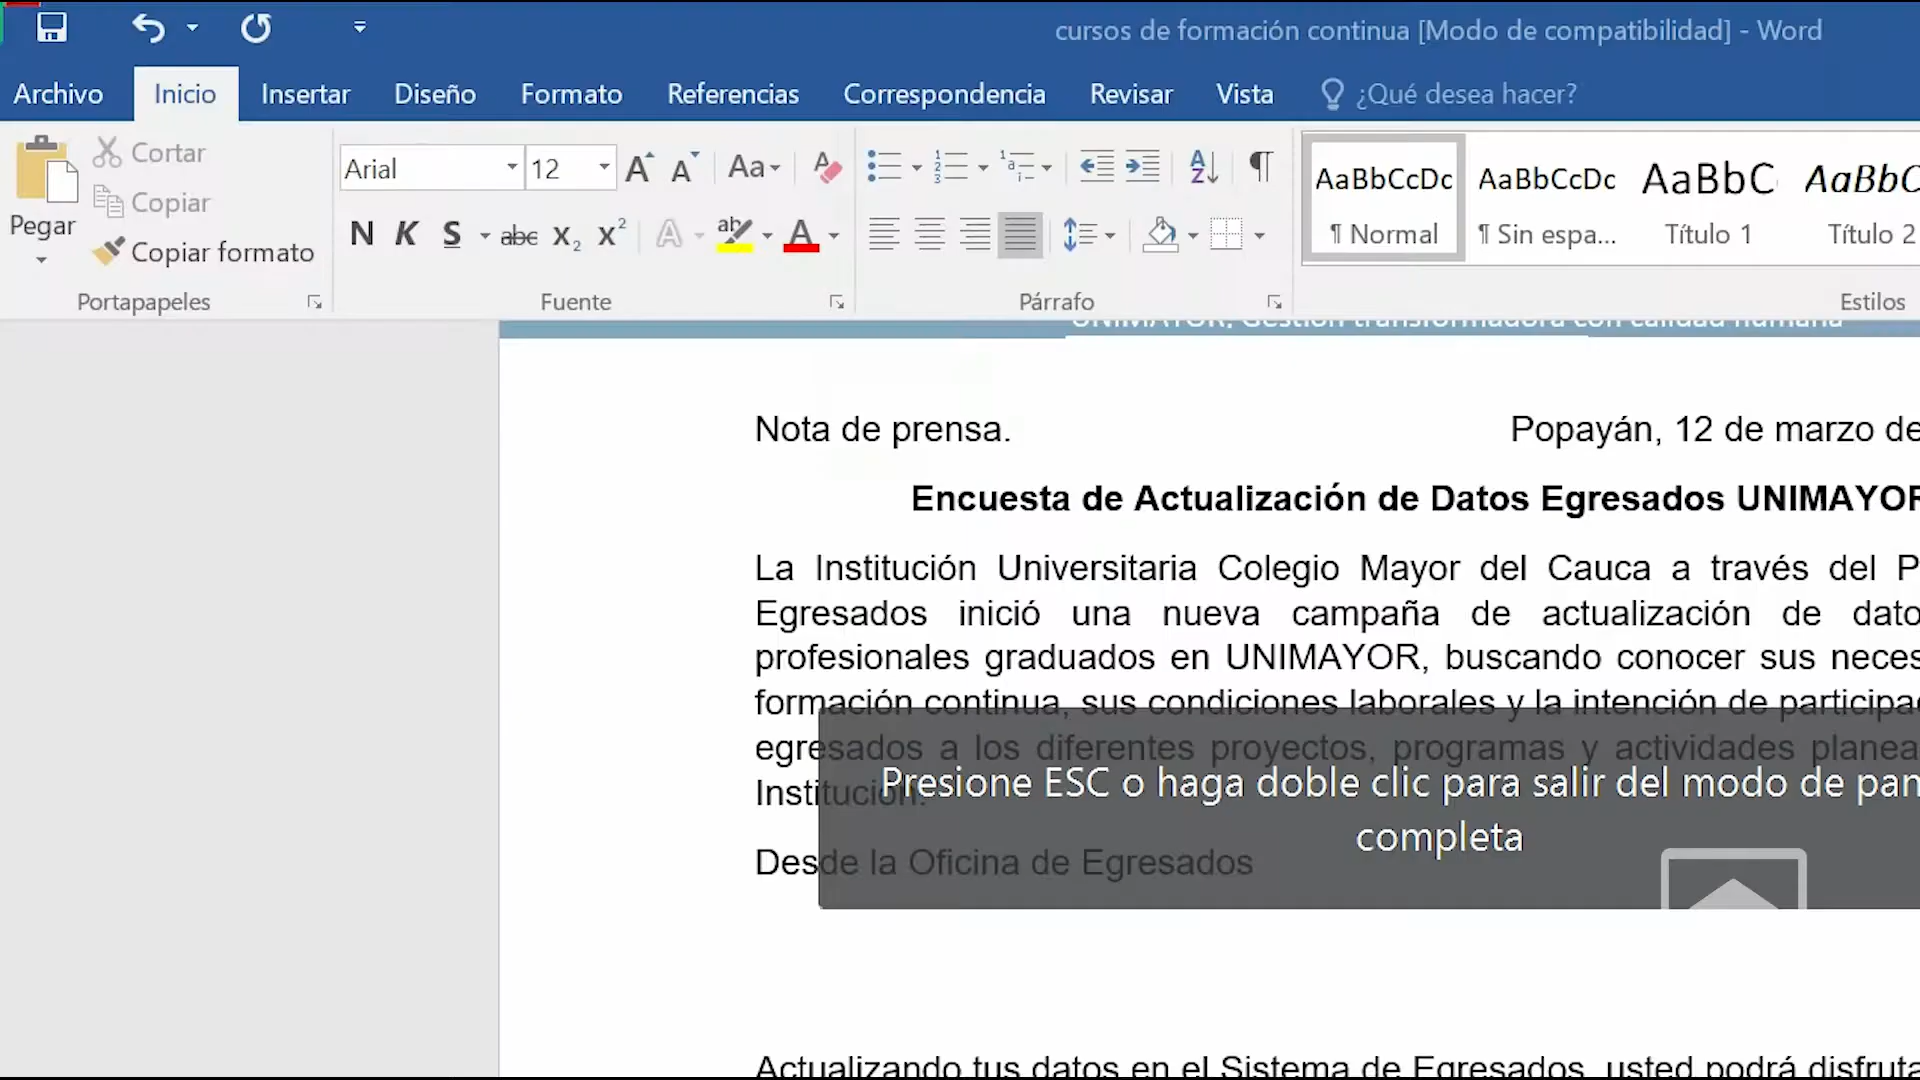 cursos de formación continua [Modo de compatibilidad] - Word
Archivo Inicio Insertar Diseño Formato Referencias Correspondencia Revisar Vista ¿Qué desea hacer?
Pegar
Cortar
Copiar
Copiar formato
Portapapeles
Arial 12
N K S abc X₂ X²
Fuente
Párrafo
AaBbCcDc AaBbCcDc AaBbC AaBbC
¶ Normal ¶ Sin espa... Título 1 Título 2
Estilos
UNIMAYOR, Gestión transformadora con calidad humana
Nota de prensa. Popayán, 12 de marzo de
Encuesta de Actualización de Datos Egresados UNIMAYOR
La Institución Universitaria Colegio Mayor del Cauca a través del P
Egresados inició una nueva campaña de actualización de dato
profesionales graduados en UNIMAYOR, buscando conocer sus neces
formación continua, sus condiciones laborales y la intención de participa
egresados a los diferentes proyectos, programas y actividades planea
Institución.
Presione ESC o haga doble clic para salir del modo de pan
completa
Desde la Oficina de Egresados
Actualizando tus datos en el Sistema de Egresados, usted podrá disfruta